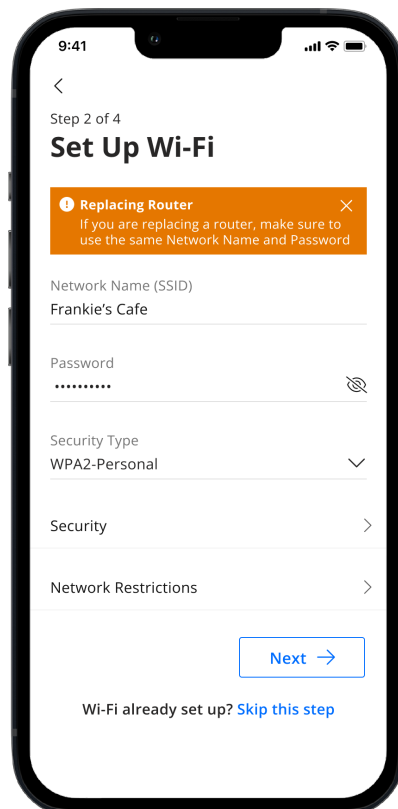 9:41
Step 2 of 4
Set Up Wi-Fi
Replacing Router
If you are replacing a router, make sure to
use the same Network Name and Password
Network Name (SSID)
Frankie’s Cafe
Password
••••••••••
Security Type
WPA2-Personal
Security
Network Restrictions
Next
Wi-Fi already set up? Skip this step